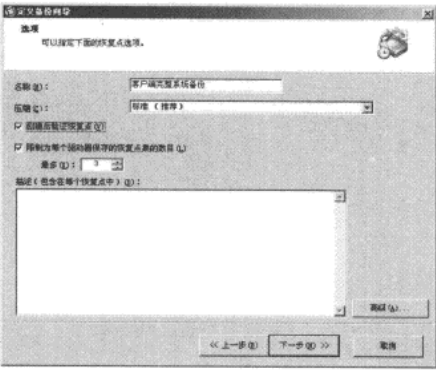 定义备份向导
选项
可以指定下面的恢复点选项。
名称(N):
客户端完整系统备份
压缩(C):
标准（推荐）
创建后验证恢复点(V)
限制为每个驱动器保存的恢复点集的数目(L)
最多(I): 3
描述(包含在每个恢复点中)(D):
高级(A)...
<< 上一步(B)
下一步(N) >>
取消